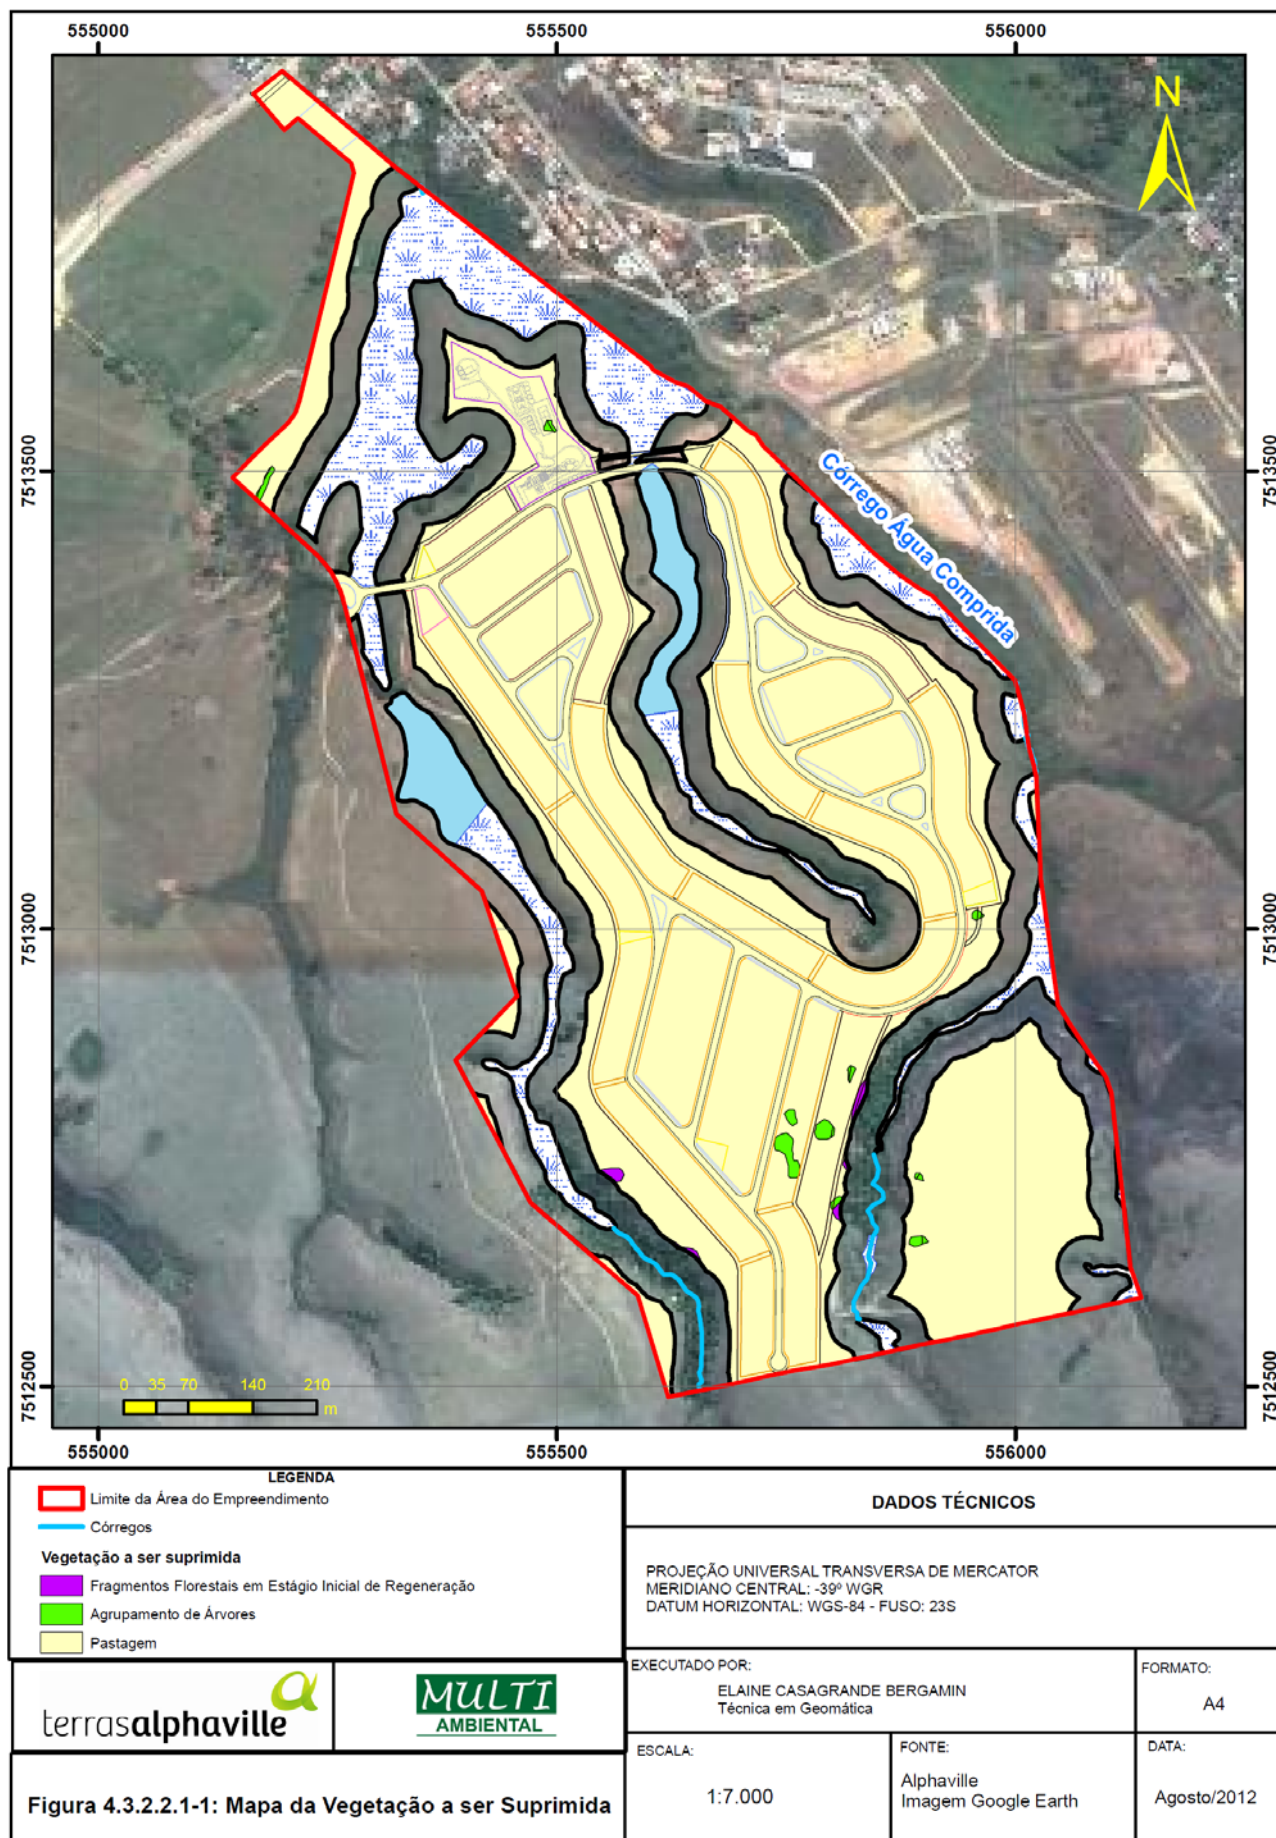 555000
555500
556000
N
7513500
7513500
Córrego Água Comprida
7513000
7513000
7512500
7512500
0 35 70 140 210
m
555000
555500
556000
LEGENDA
Limite da Área do Empreendimento
Córregos
Vegetação a ser suprimida
Fragmentos Florestais em Estágio Inicial de Regeneração
Agrupamento de Árvores
Pastagem
DADOS TÉCNICOS
PROJEÇÃO UNIVERSAL TRANSVERSA DE MERCATOR
MERIDIANO CENTRAL: -39º WGR
DATUM HORIZONTAL: WGS-84 - FUSO: 23S
terrasalphaville
MULTI
AMBIENTAL
EXECUTADO POR:
ELAINE CASAGRANDE BERGAMIN
Técnica em Geomática
FORMATO:
A4
ESCALA:
1:7.000
FONTE:
Alphaville
Imagem Google Earth
DATA:
Agosto/2012
Figura 4.3.2.2.1-1: Mapa da Vegetação a ser Suprimida